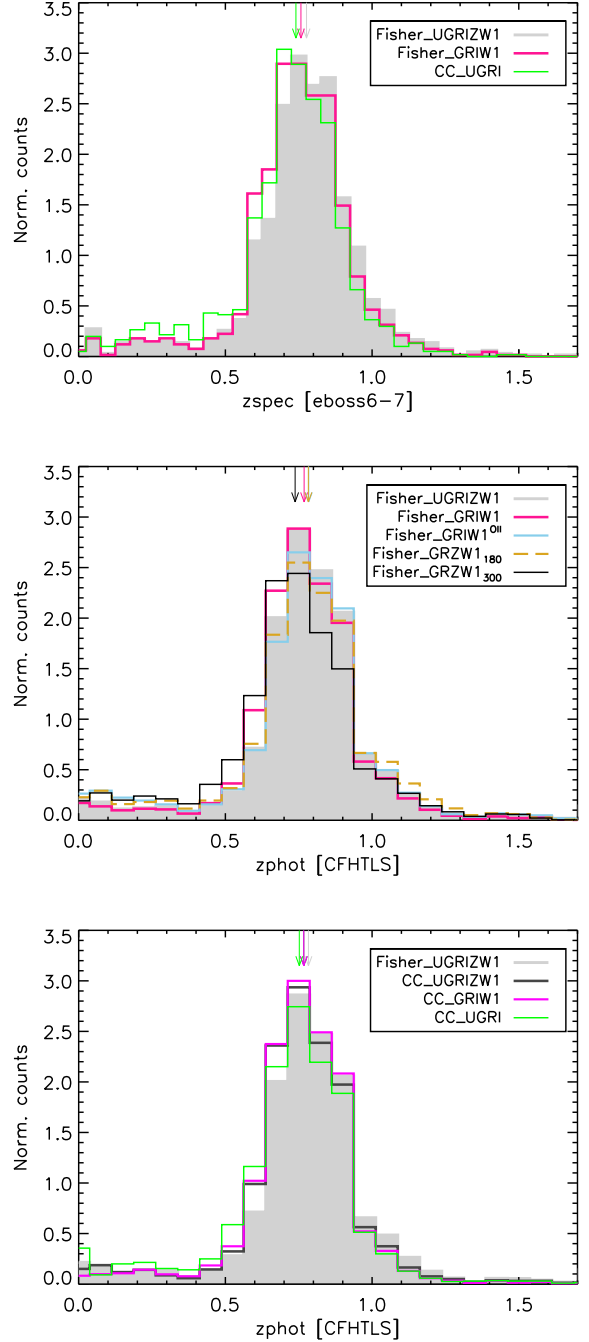 Fisher_UGRIZW1
Fisher_GRIW1
CC_UGRI
3.5
3.0
2.5
2.0
1.5
1.0
0.5
0.0
Norm. counts
0.0 0.5 1.0 1.5
zspec [eboss6-7]
Fisher_UGRIZW1
Fisher_GRIW1
Fisher_GRIW1^OII
Fisher_GRZW1_180
Fisher_GRZW1_300
3.5
3.0
2.5
2.0
1.5
1.0
0.5
0.0
Norm. counts
0.0 0.5 1.0 1.5
zphot [CFHTLS]
Fisher_UGRIZW1
CC_UGRIZW1
CC_GRIW1
CC_UGRI
3.5
3.0
2.5
2.0
1.5
1.0
0.5
0.0
Norm. counts
0.0 0.5 1.0 1.5
zphot [CFHTLS]